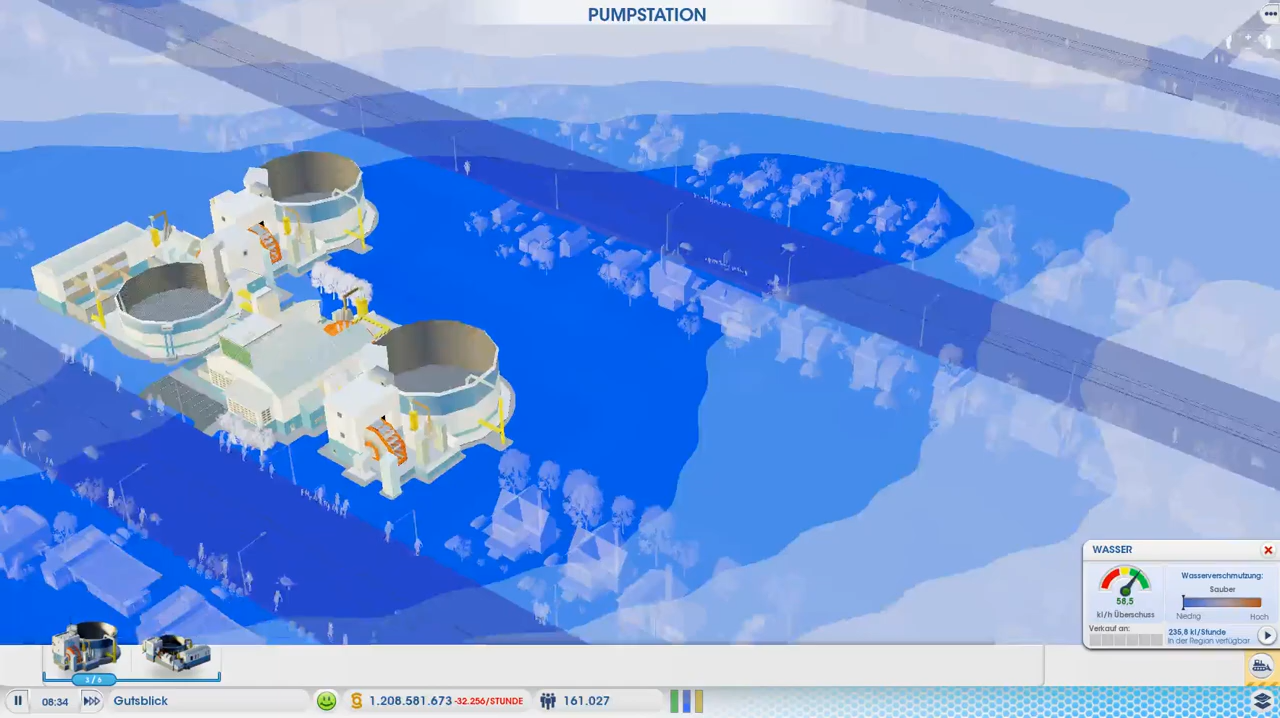 PUMPSTATION
WASSER
58,5
kl/h Überschuss
Wasserverschmutzung:
Sauber
Niedrig
Hoch
Verkauf an:
235,8 kl/Stunde
In der Region verfügbar
3 / 6
08:34
Gutsblick
1.208.581.673 -32.256/STUNDE
161.027